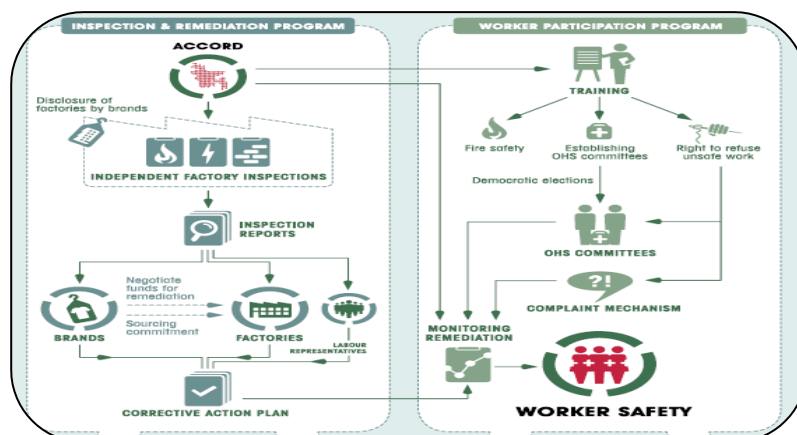 INSPECTION & REMEDIATION PROGRAM
ACCORD
Disclosure of
factories by brands
INDEPENDENT FACTORY INSPECTIONS
INSPECTION
REPORTS
Negotiate
funds for
remediation
Sourcing
commitment
BRANDS
FACTORIES
LABOUR
REPRESENTATIVES
CORRECTIVE ACTION PLAN
WORKER PARTICIPATION PROGRAM
TRAINING
Fire safety
Establishing
OHS committees
Right to refuse
unsafe work
Democratic elections
OHS COMMITTEES
?!
COMPLAINT MECHANISM
MONITORING
REMEDIATION
WORKER SAFETY